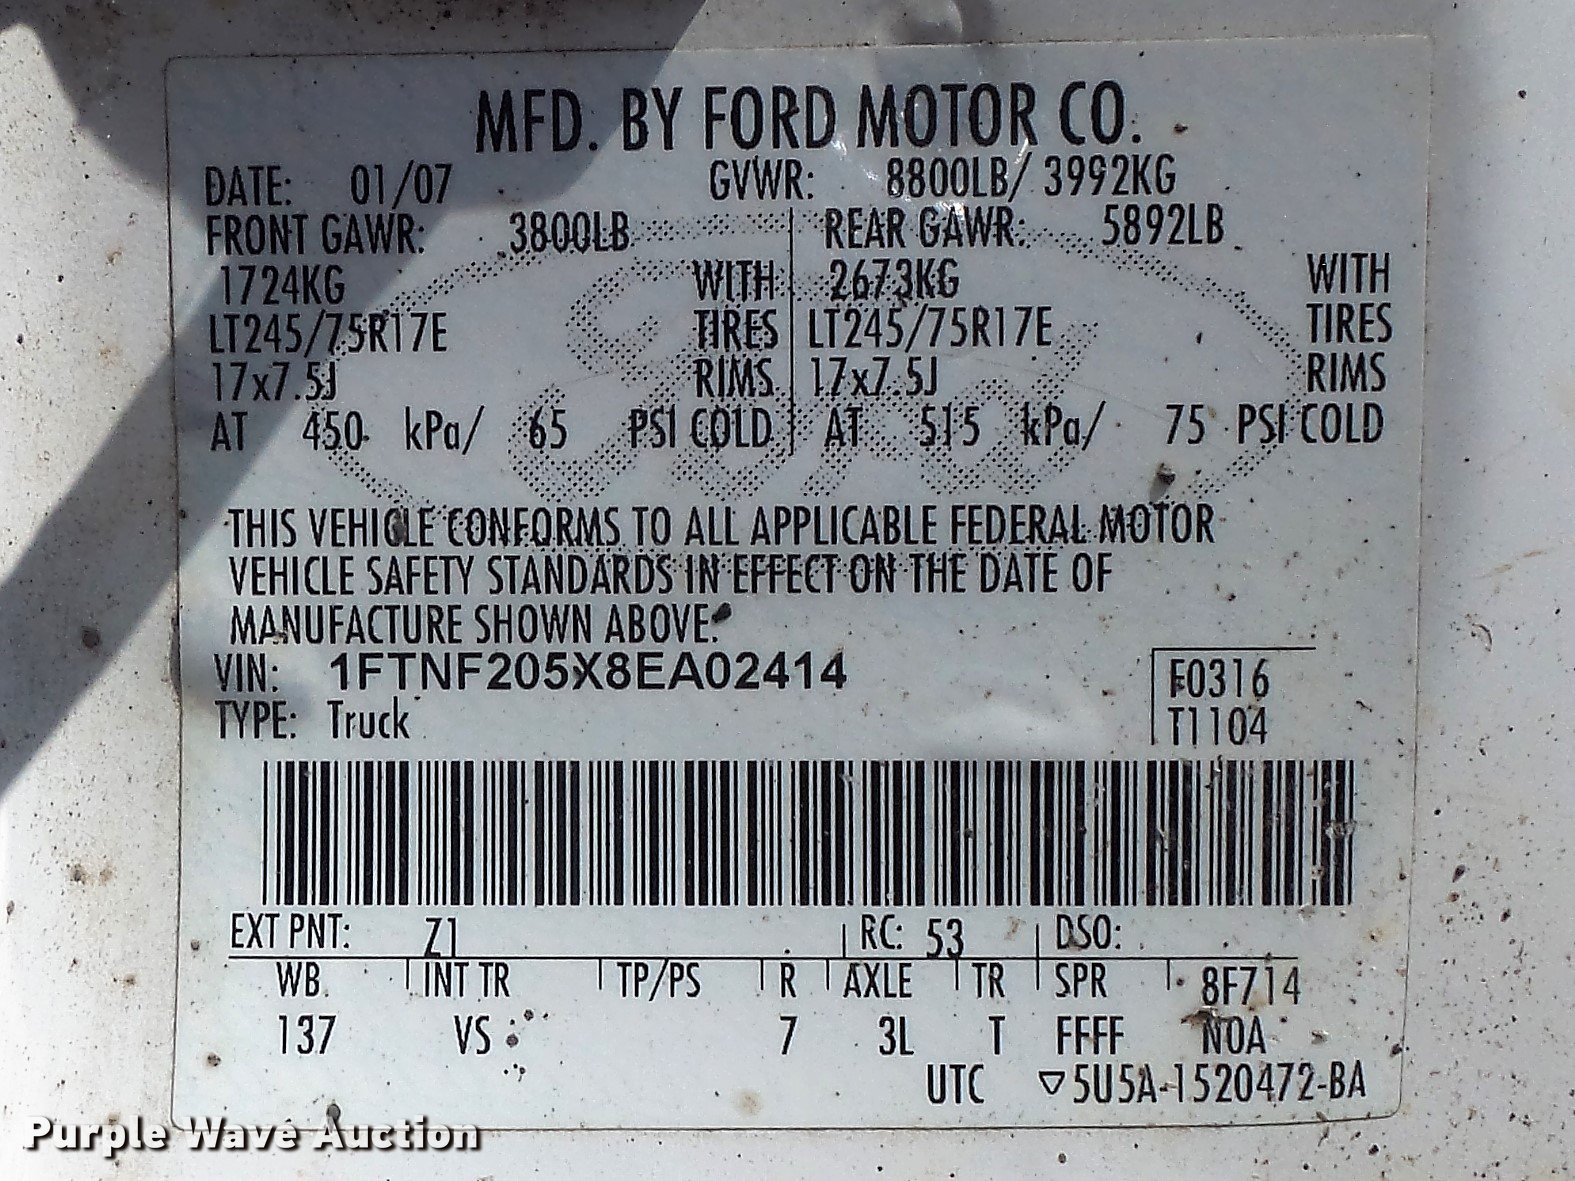 MFD. BY FORD MOTOR CO.
DATE: 01/07 GVWR: 8800LB/ 3992KG
FRONT GAWR: 3800LB REAR GAWR: 5892LB
1724KG WITH 2673KG WITH
LT245/75R17E TIRES LT245/75R17E TIRES
17x7.5J RIMS 17x7.5J RIMS
AT 450 kPa/ 65 PSI COLD AT 515 kPa/ 75 PSI COLD
THIS VEHICLE CONFORMS TO ALL APPLICABLE FEDERAL MOTOR
VEHICLE SAFETY STANDARDS IN EFFECT ON THE DATE OF
MANUFACTURE SHOWN ABOVE.
VIN: 1FTNF205X8EA02414 F0316
TYPE: Truck T1104
EXT PNT: Z1 RC: 53 DSO:
WB INT TR TP/PS R AXLE TR SPR 8F714
137 VS 7 3L T FFFF NOA
UTC ▽5U5A-1520472-BA
Purple Wave Auction